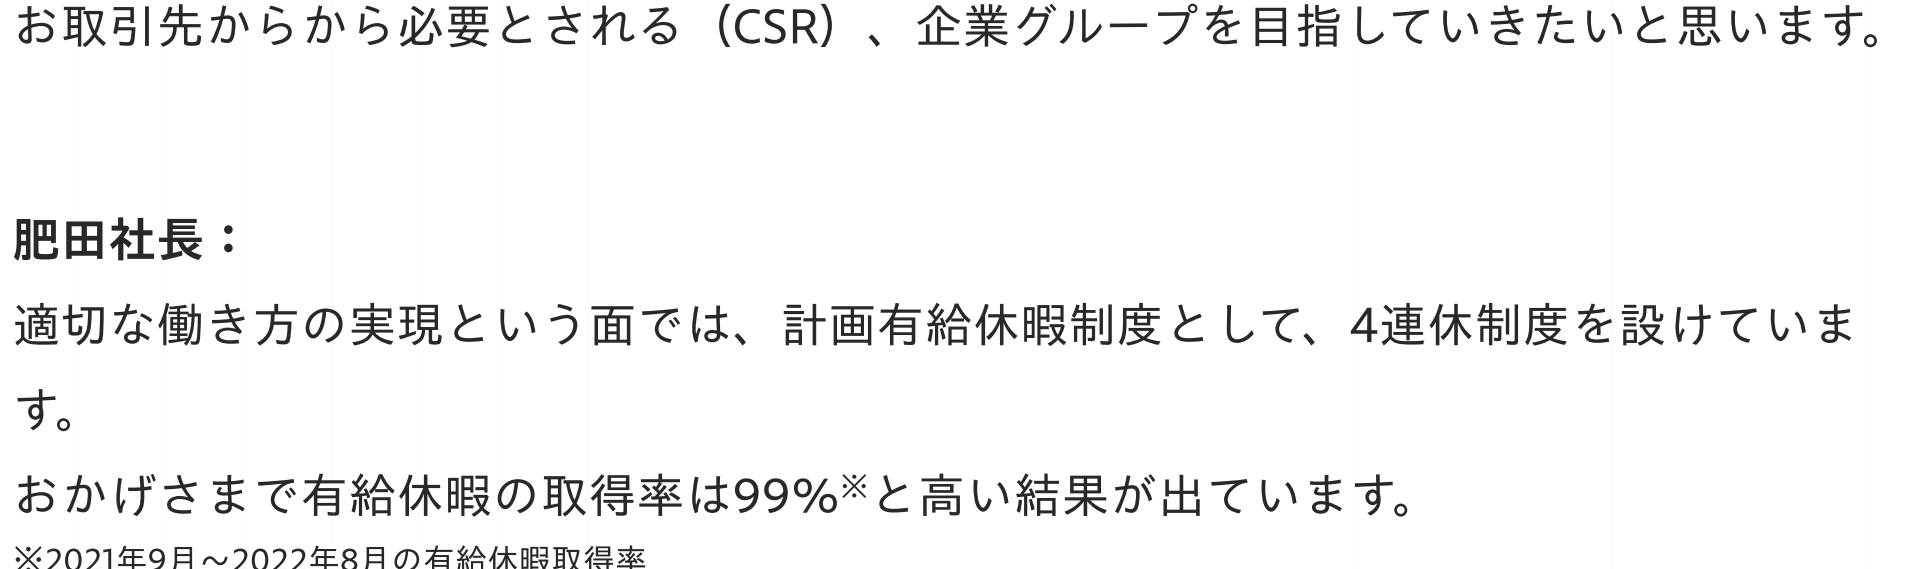 お取引先からから必要とされる（CSR）、企業グループを目指していきたいと思います。
肥田社長：
適切な働き方の実現という面では、計画有給休暇制度として、4連休制度を設けていま
す。
おかげさまで有給休暇の取得率は99%※と高い結果が出ています。
※2021年9月～2022年8月の有給休暇取得率